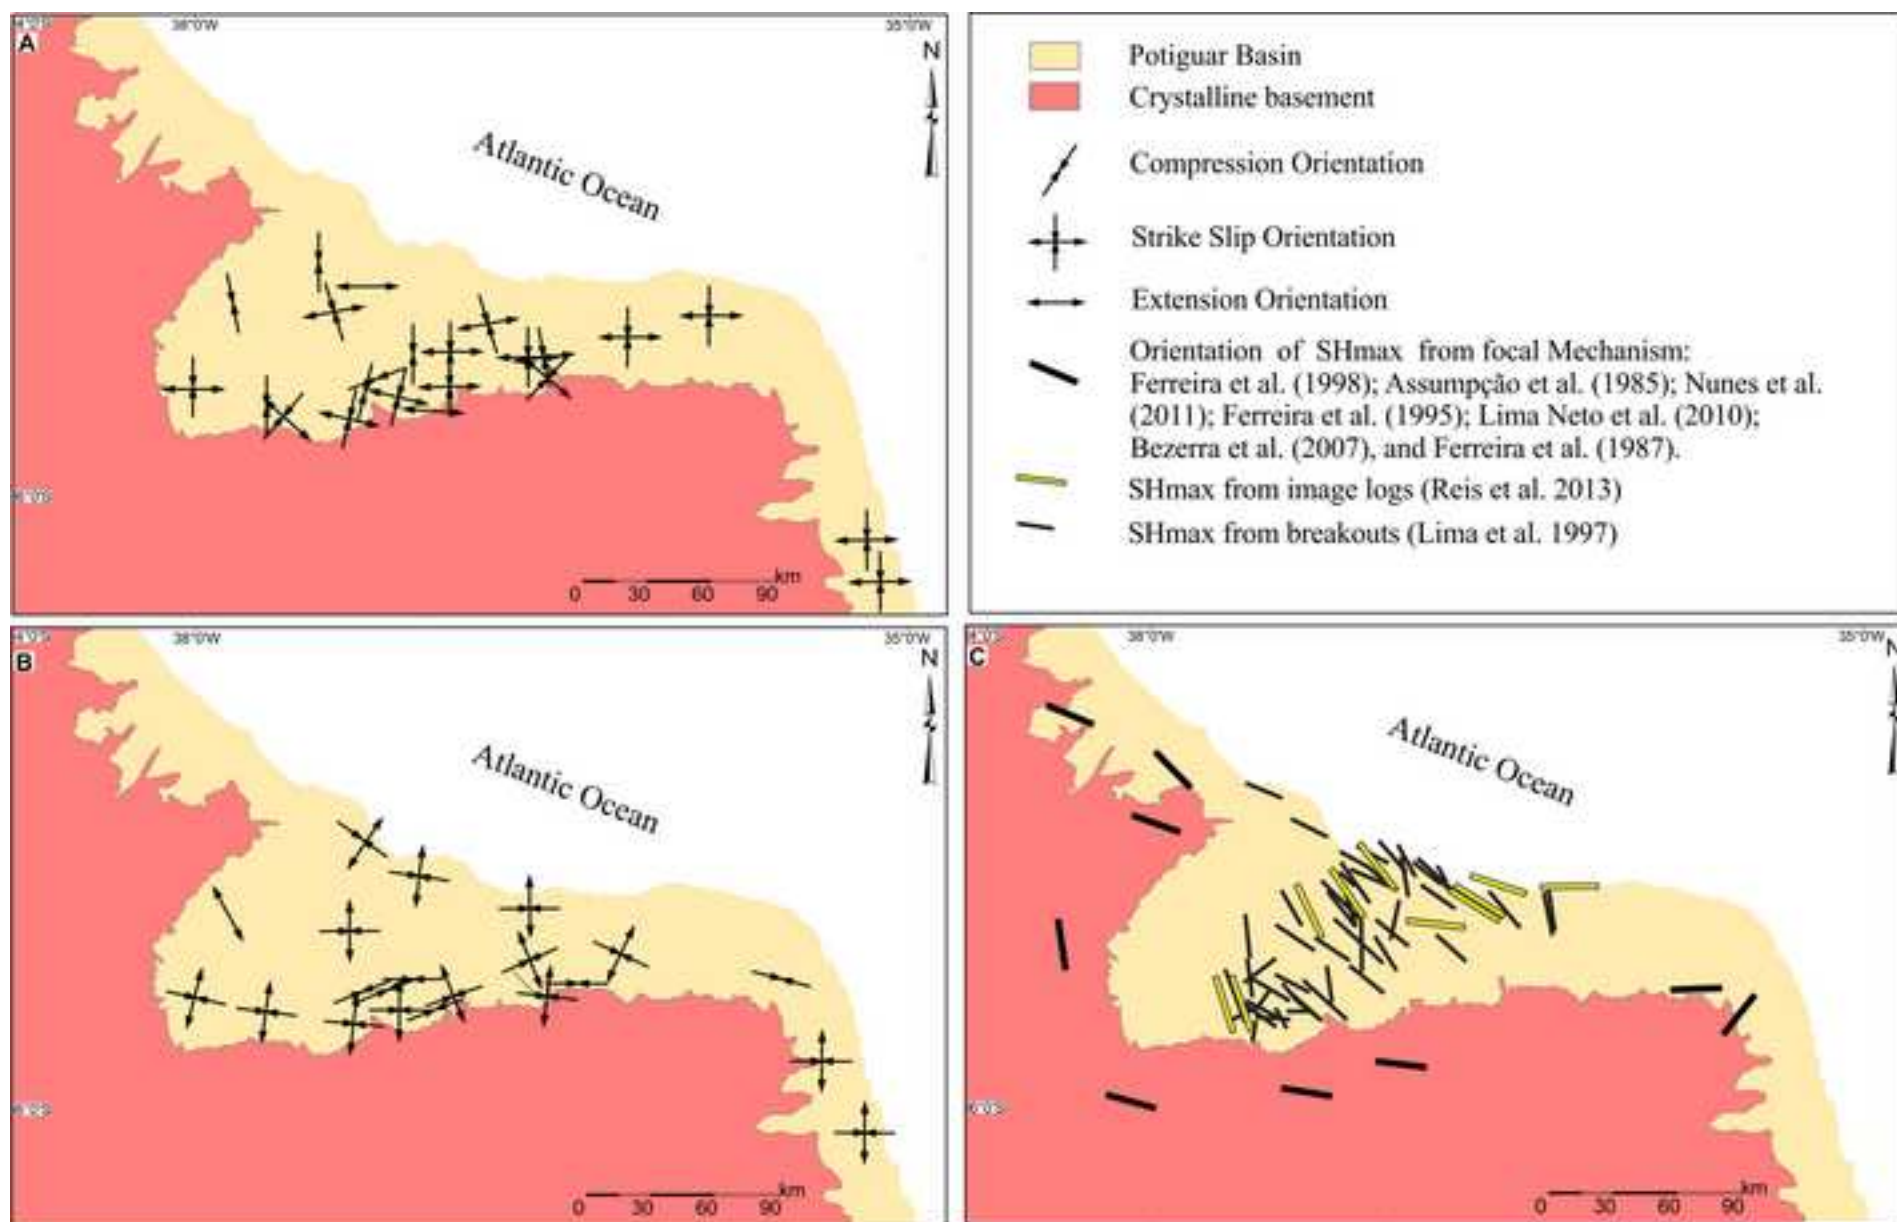 A
38°0'W
35°0'W
N
Atlantic Ocean
km
0 30 60 90
Potiguar Basin
Crystalline basement
Compression Orientation
Strike Slip Orientation
Extension Orientation
Orientation of SHmax from focal Mechanism:
Ferreira et al. (1998); Assumpção et al. (1985); Nunes et al.
(2011); Ferreira et al. (1995); Lima Neto et al. (2010);
Bezerra et al. (2007), and Ferreira et al. (1987).
SHmax from image logs (Reis et al. 2013)
SHmax from breakouts (Lima et al. 1997)
B
38°0'W
35°0'W
N
Atlantic Ocean
km
0 30 60 90
C
38°0'W
35°0'W
N
Atlantic Ocean
km
0 30 60 90